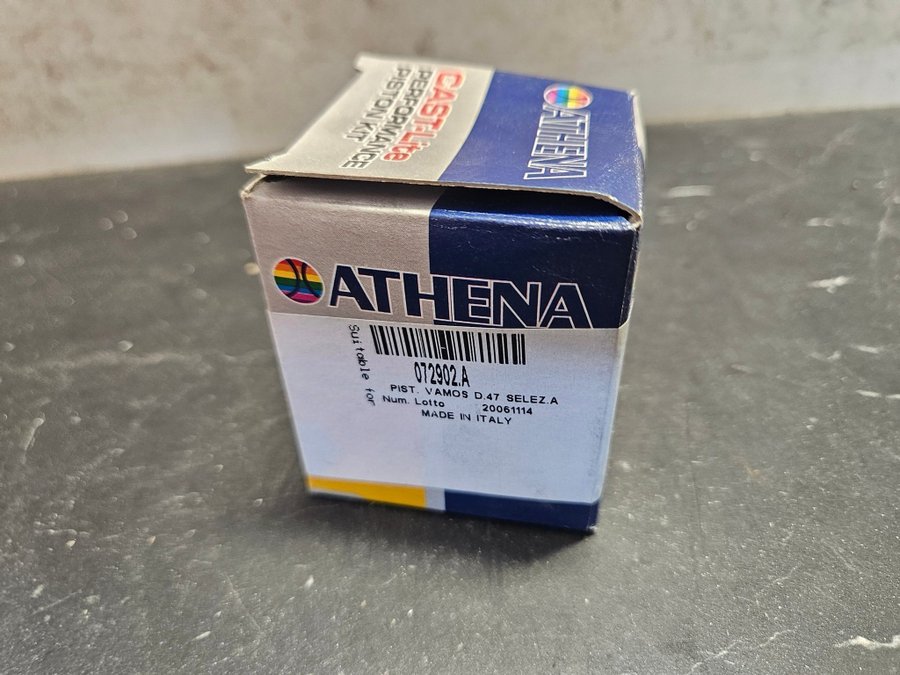 CAST-Lite
PERFORMANCE
PISTON KIT
ATHENA
ATHENA
Suitable for
072902.A
PIST. VAMOS D.47 SELEZ.A
Num. Lotto 20061114
MADE IN ITALY